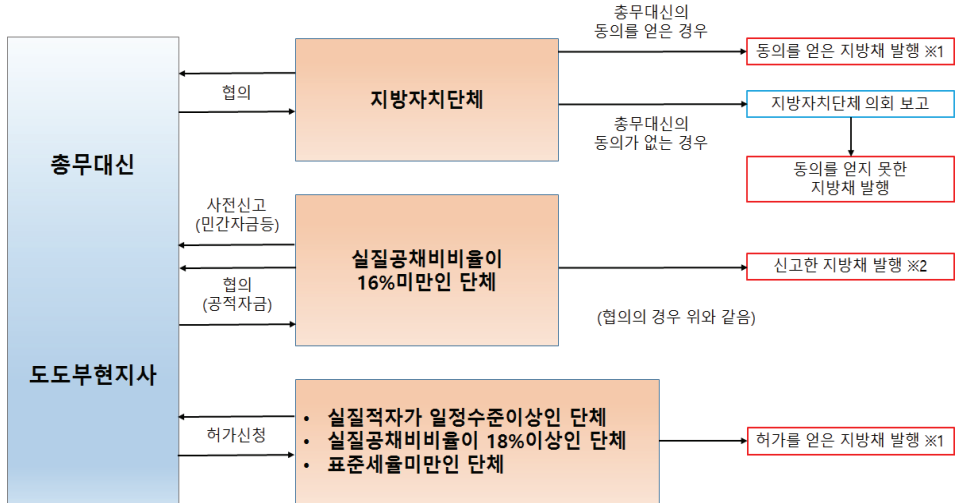 총무대신
도도부현지사
협의
지방자치단체
총무대신의
동의를 얻은 경우
동의를 얻은 지방채 발행 ※1
총무대신의
동의가 없는 경우
지방자치단체 의회 보고
동의를 얻지 못한
지방채 발행
사전신고
(민간자금등)
협의
(공적자금)
실질공채비비율이
16%미만인 단체
신고한 지방채 발행 ※2
(협의의 경우 위와 같음)
허가신청
• 실질적자가 일정수준이상인 단체
• 실질공채비비율이 18%이상인 단체
• 표준세율미만인 단체
허가를 얻은 지방채 발행 ※1